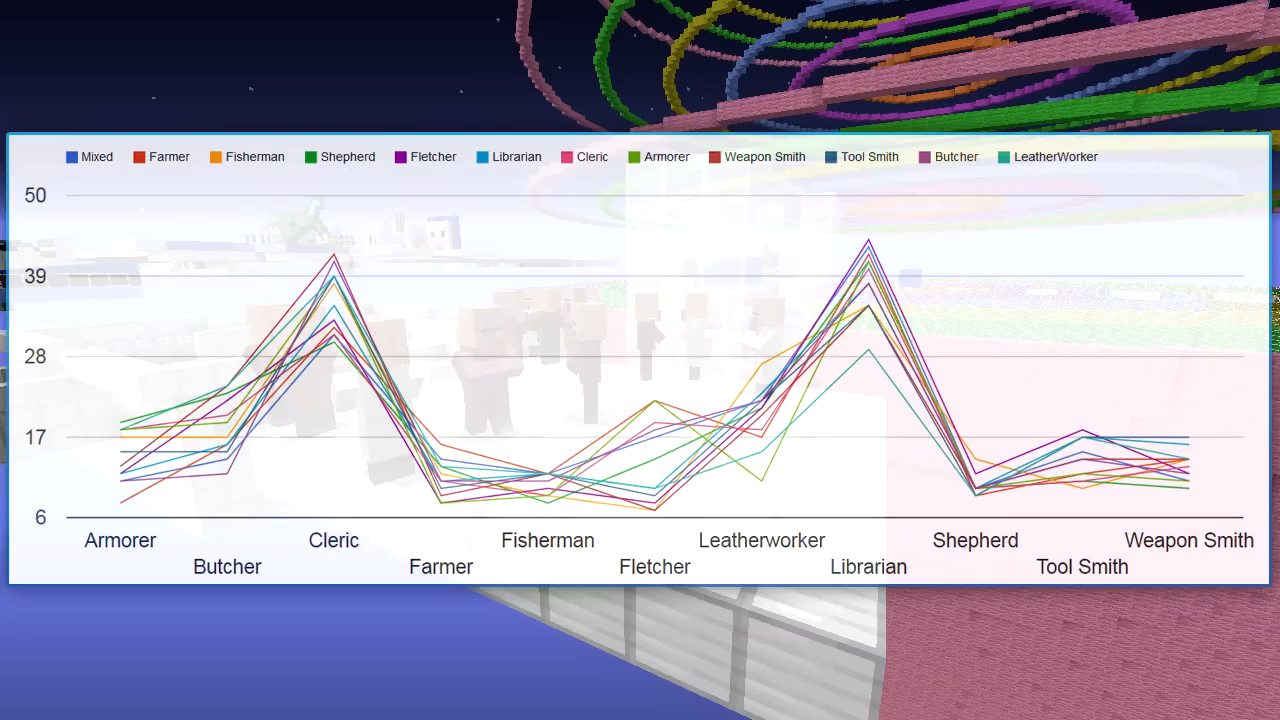 Mixed Farmer Fisherman Shepherd Fletcher Librarian Cleric Armorer Weapon Smith Tool Smith Butcher LeatherWorker
50
39
28
17
6
Armorer Cleric Fisherman Leatherworker Shepherd Weapon Smith
Butcher Farmer Fletcher Librarian Tool Smith